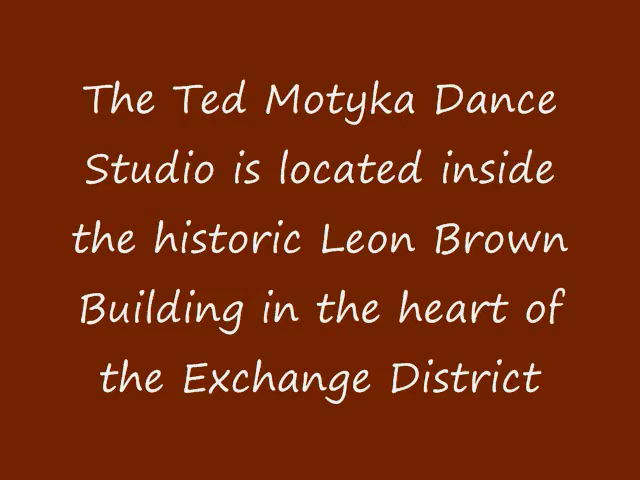 The Ted Motyka Dance
Studio is located inside
the historic Leon Brown
Building in the heart of
the Exchange District